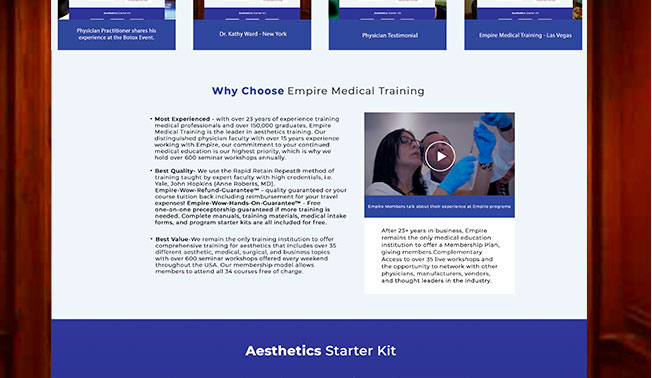 Physician Practitioner shares his
experience at the Botox Event.
Dr. Kathy Ward - New York
Physician Testimonial
Empire Medical Training - Las Vegas
Why Choose Empire Medical Training
• Most Experienced - with over 23 years of experience training
medical professionals and over 150,000 graduates, Empire
Medical Training is the leader in aesthetics training. Our
distinguished physician faculty with over 15 years experience
working with Empire, our commitment to your continued
medical education is our highest priority, which is why we
hold over 600 seminar workshops annually.
• Best Quality- We use the Rapid Retain Repeat® method of
training taught by expert faculty with high credentials, i.e.
Yale, John Hopkins (Anne Roberts, MD).
Empire-Wow-Refund-Guarantee™ - quality guaranteed or your
course tuition back including reimbursement for your travel
expenses! Empire-Wow-Hands-On-Guarantee™ - Free
one-on-one preceptorship guaranteed if more training is
needed. Complete manuals, training materials, medical intake
forms, and program starter kits are all included for free.
• Best Value-We remain the only training institution to offer
comprehensive training for aesthetics that includes over 35
different aesthetic, medical, surgical, and business topics
with over 600 seminar workshops offered every weekend
throughout the USA. Our membership model allows
members to attend all 34 courses free of charge.
Empire Members talk about their experience at Empire programs
After 23+ years in business, Empire
remains the only medical education
institution to offer a Membership Plan,
giving members Complementary
Access to over 35 live workshops and
the opportunity to network with other
physicians, manufacturers, vendors,
and thought leaders in the industry.
Aesthetics Starter Kit